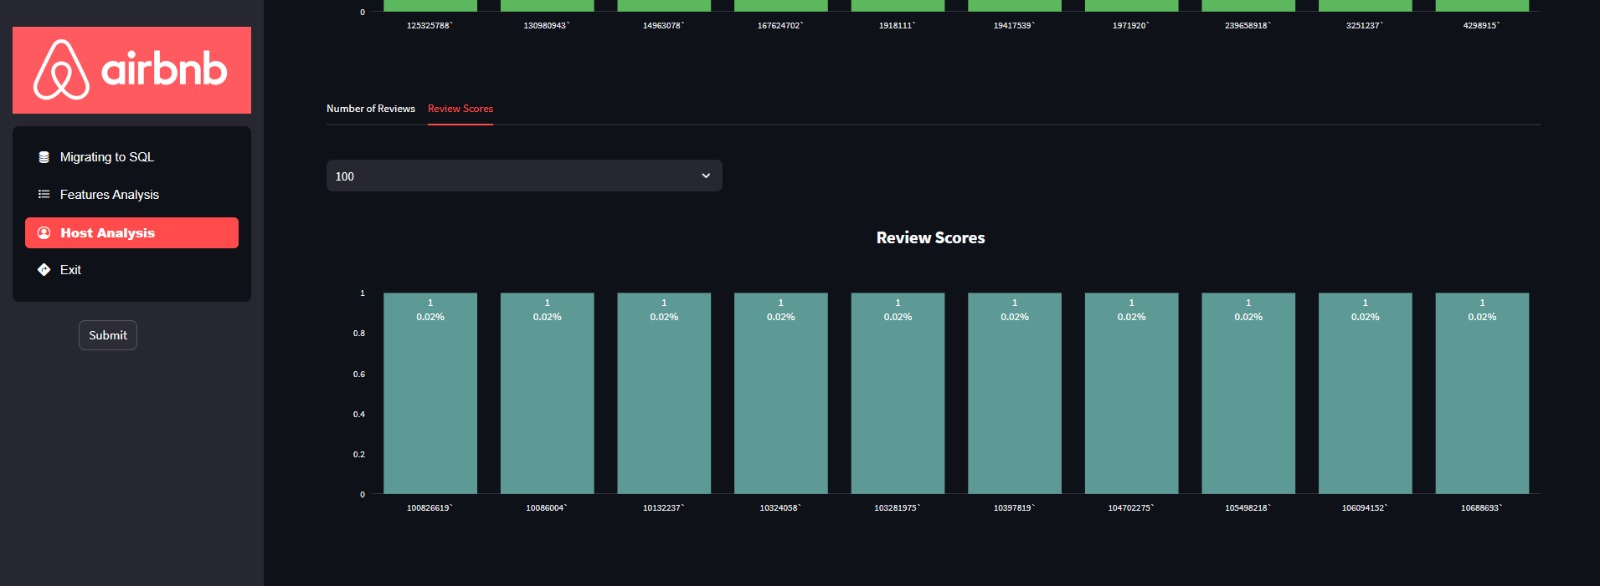 airbnb
Migrating to SQL
Features Analysis
Host Analysis
Exit
Submit
0
125325788` 130980943` 14963078` 167624702` 1918111` 19417539` 1971920` 239658918` 3251237` 4298915`
Number of Reviews Review Scores
100
Review Scores
1
0.8
0.6
0.4
0.2
0
1 1 1 1 1 1 1 1 1 1
0.02% 0.02% 0.02% 0.02% 0.02% 0.02% 0.02% 0.02% 0.02% 0.02%
100826619` 10086004` 10132237` 10324058` 103281975` 10397819` 104702275` 105498218` 106094152` 10688693`